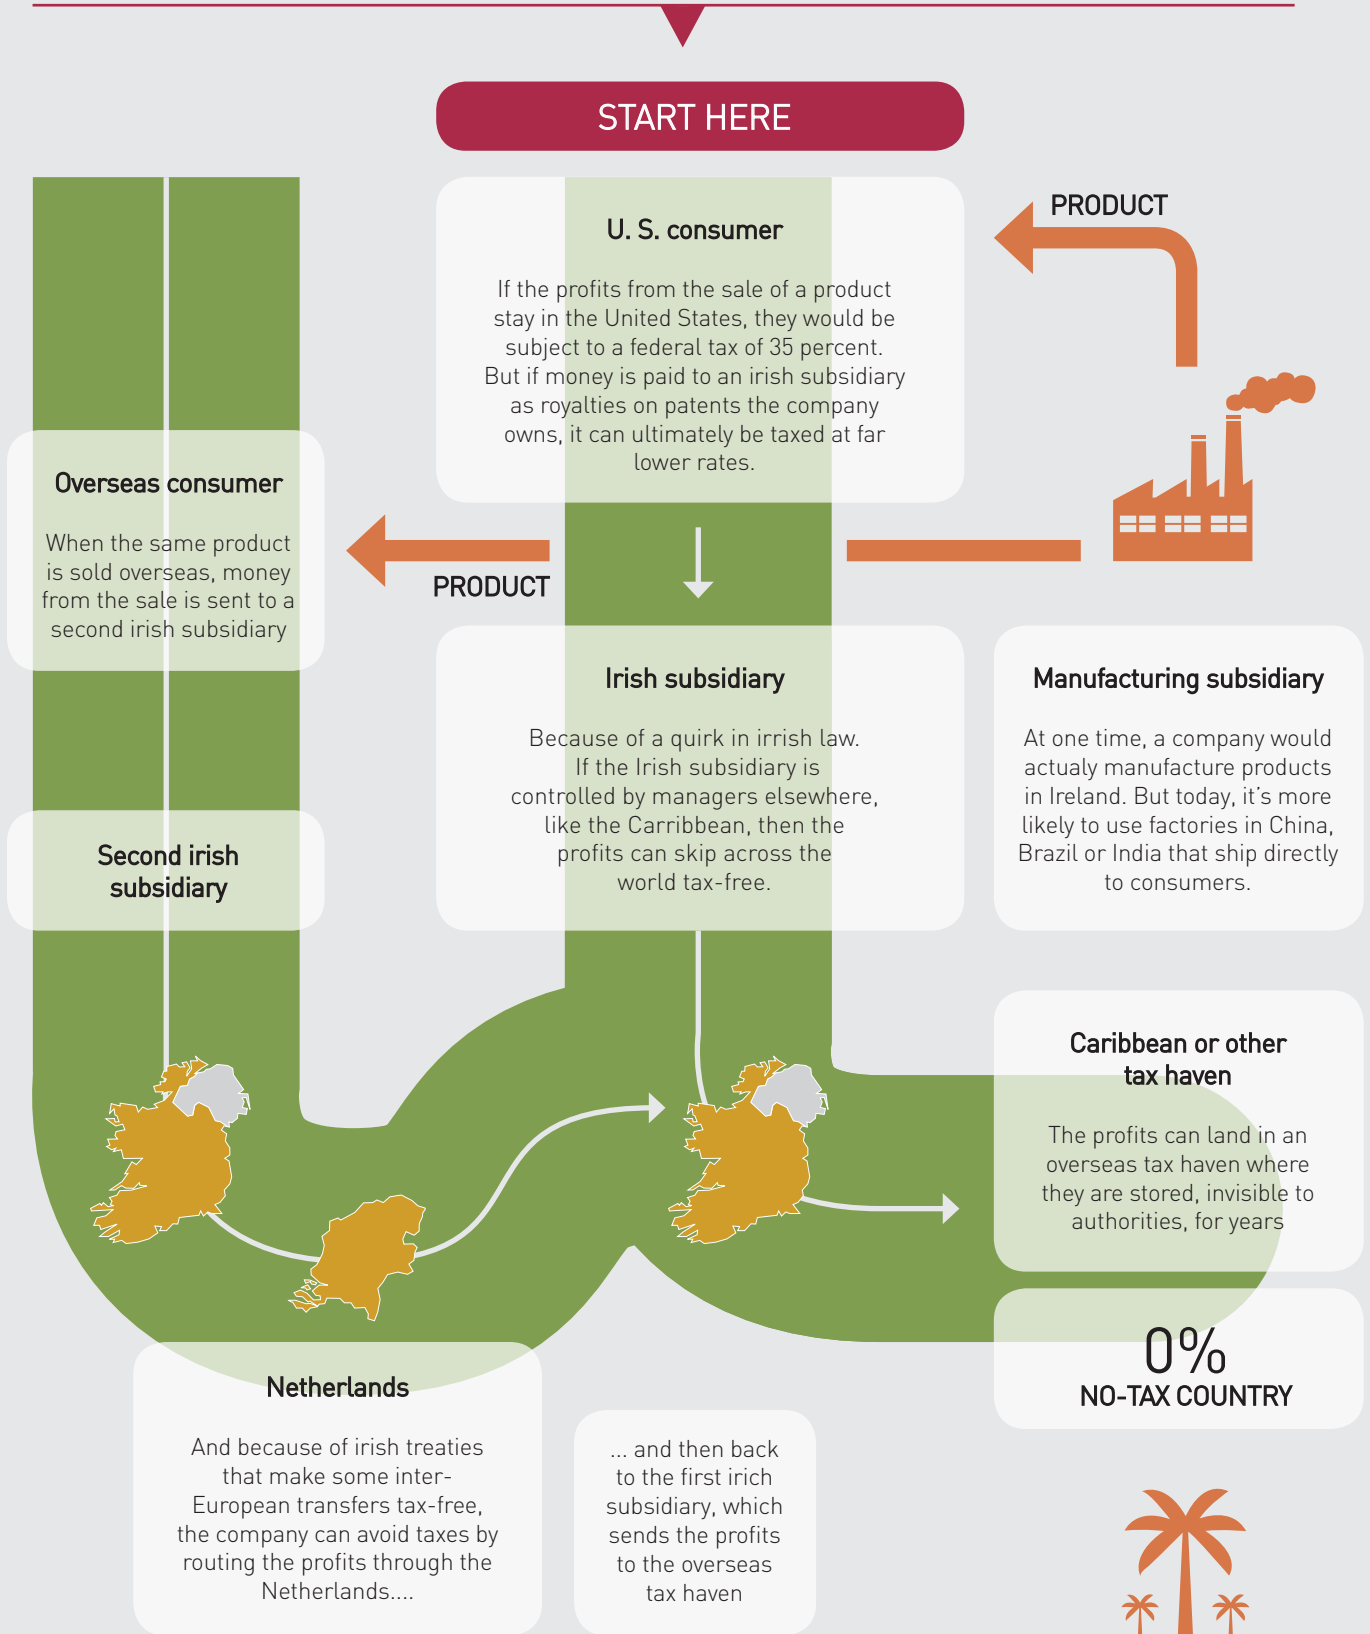 START HERE
PRODUCT
U. S. consumer
If the profits from the sale of a product
stay in the United States, they would be
subject to a federal tax of 35 percent.
But if money is paid to an irish subsidiary
as royalties on patents the company
owns, it can ultimately be taxed at far
lower rates.
Overseas consumer
When the same product
is sold overseas, money
from the sale is sent to a
second irish subsidiary
PRODUCT
Irish subsidiary
Because of a quirk in irrish law.
If the Irish subsidiary is
controlled by managers elsewhere,
like the Carribbean, then the
profits can skip across the
world tax-free.
Manufacturing subsidiary
At one time, a company would
actualy manufacture products
in Ireland. But today, it's more
likely to use factories in China,
Brazil or India that ship directly
to consumers.
Second irish
subsidiary
Caribbean or other
tax haven
The profits can land in an
overseas tax haven where
they are stored, invisible to
authorities, for years
0%
NO-TAX COUNTRY
Netherlands
And because of irish treaties
that make some inter-
European transfers tax-free,
the company can avoid taxes by
routing the profits through the
Netherlands....
... and then back
to the first irich
subsidiary, which
sends the profits
to the overseas
tax haven